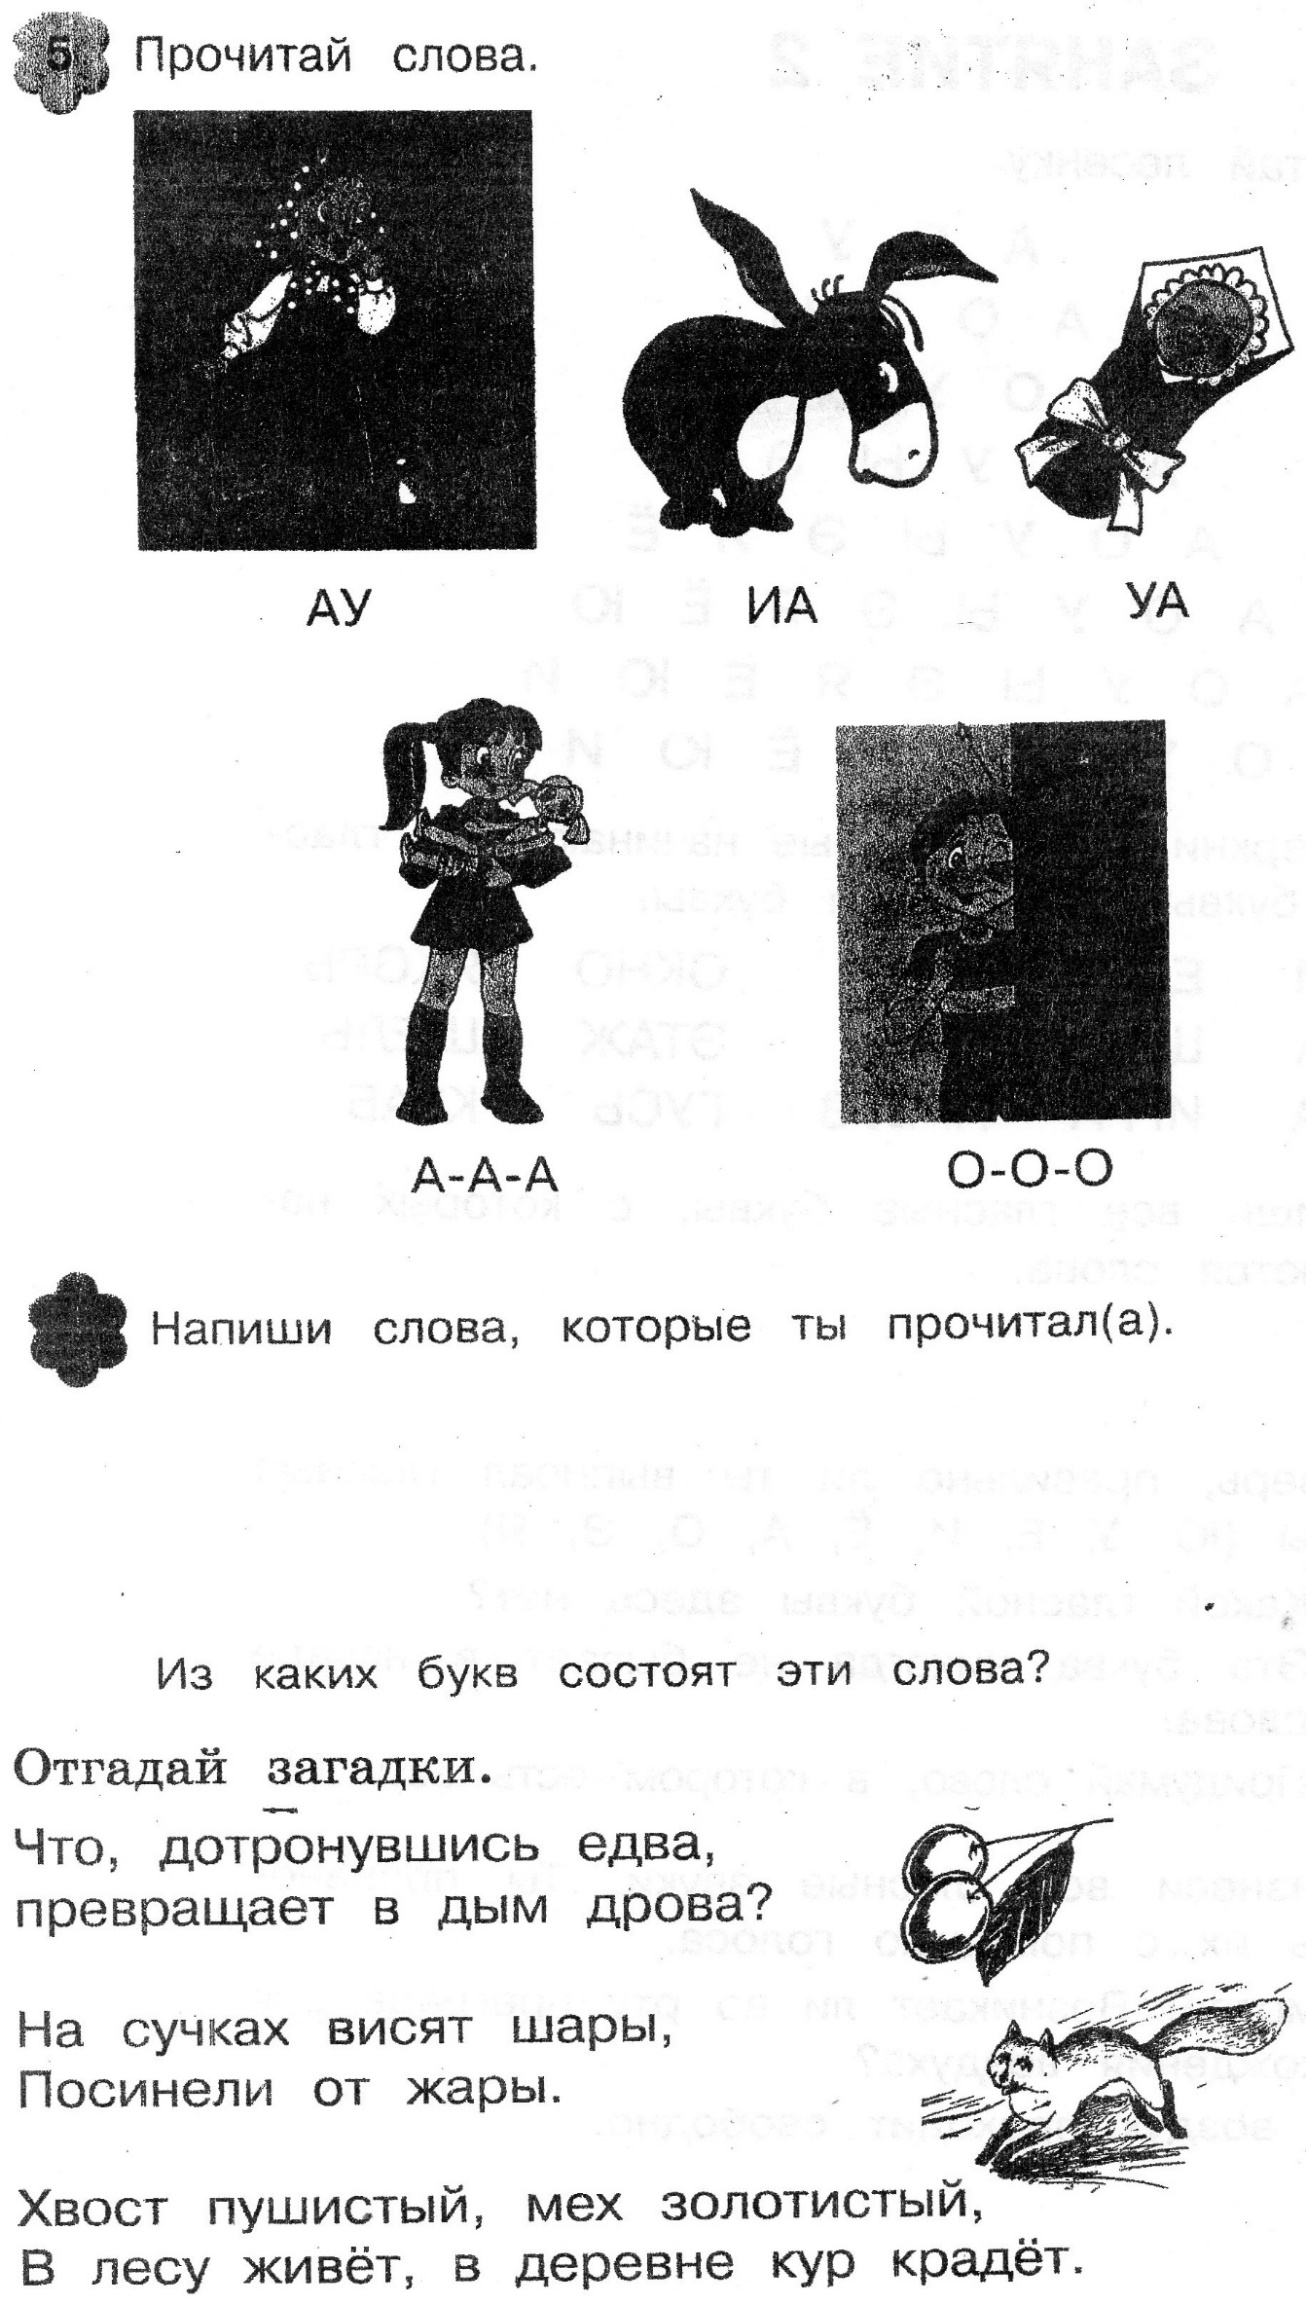 5 Прочитай слова.
АУ ИА УА
А-А-А О-О-О
Напиши слова, которые ты прочитал(а).
Из каких букв состоят эти слова?
Отгадай загадки.
Что, дотронувшись едва,
превращает в дым дрова?
На сучках висят шары,
Посинели от жары.
Хвост пушистый, мех золотистый,
В лесу живёт, в деревне кур крадёт.